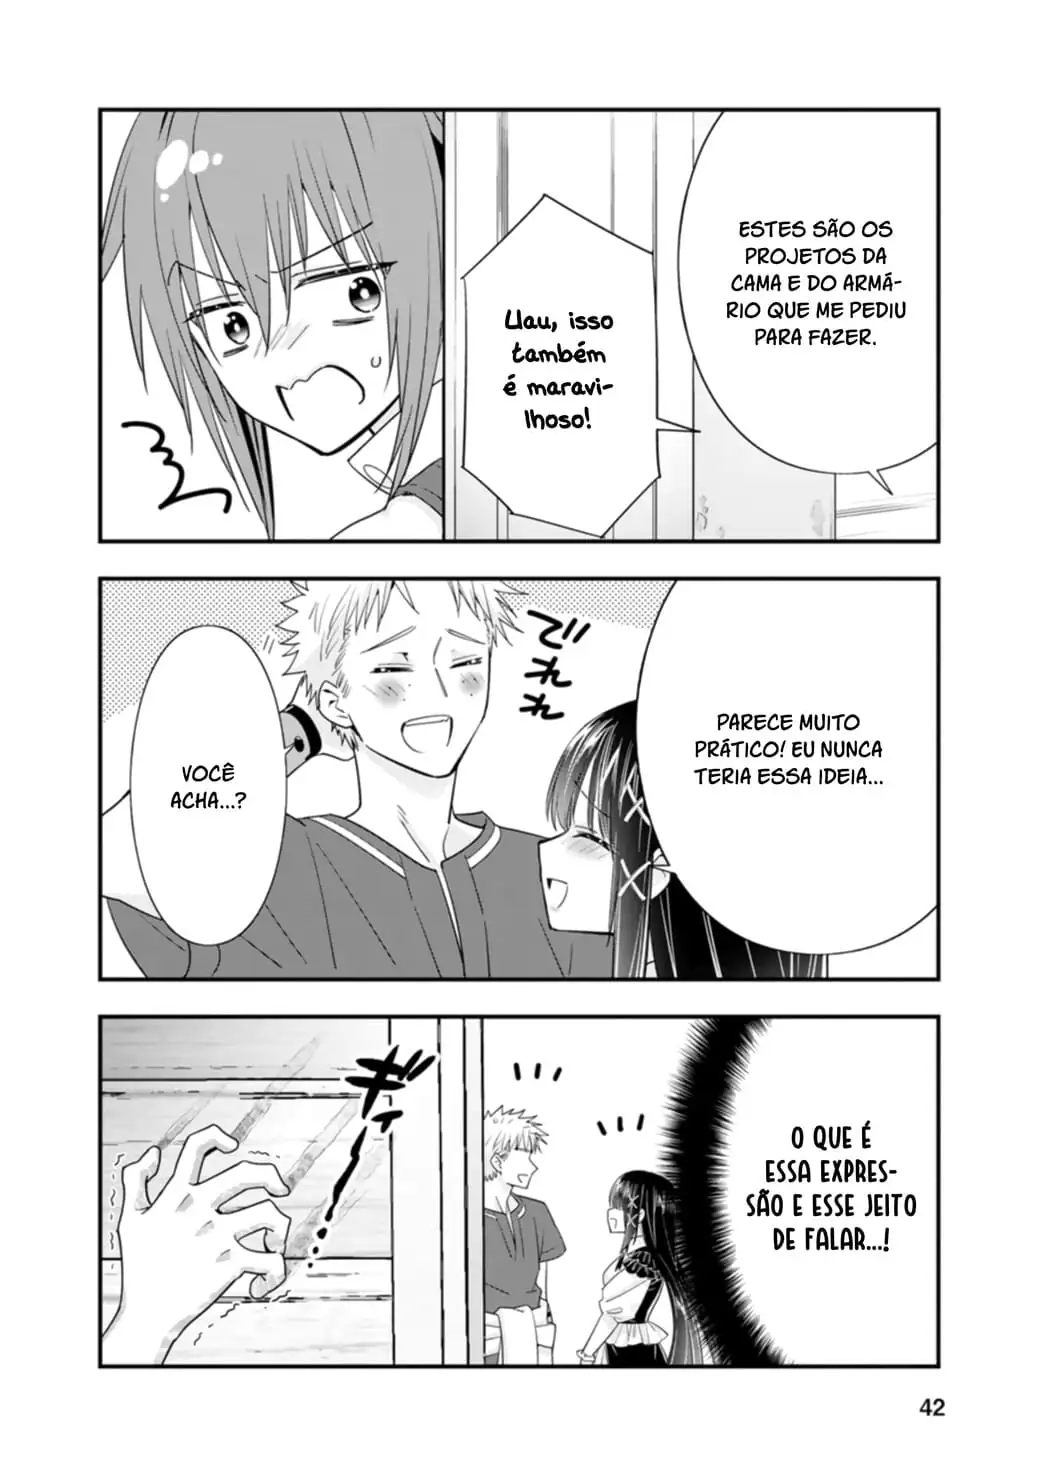 ESTES SÃO OS
PROJETOS DA
CAMA E DO ARMÁ-
RIO QUE ME PEDIU
PARA FAZER.
Uau, isso
também
é maravi-
lhoso!
PARECE MUITO
PRÁTICO! EU NUNCA
TERIA ESSA IDEIA...
でれれ
VOCÊ
ACHA...?
O QUE É
ESSA EXPRES-
SÃO E ESSE JEITO
DE FALAR...!
ギギギ
42